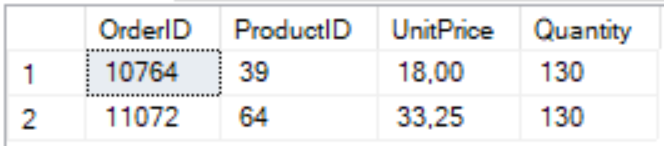 OrderID ProductID UnitPrice Quantity
1 10764 39 18,00 130
2 11072 64 33,25 130